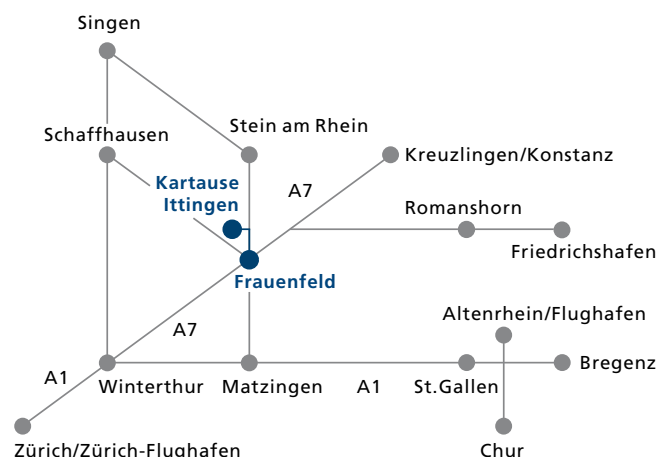 Singen
Schaffhausen
Stein am Rhein
Kreuzlingen/Konstanz
Kartause
Ittingen
A7
Romanshorn
Friedrichshafen
Frauenfeld
Altenrhein/Flughafen
A7
Bregenz
A1
Winterthur
Matzingen
A1
St.Gallen
Zürich/Zürich-Flughafen
Chur